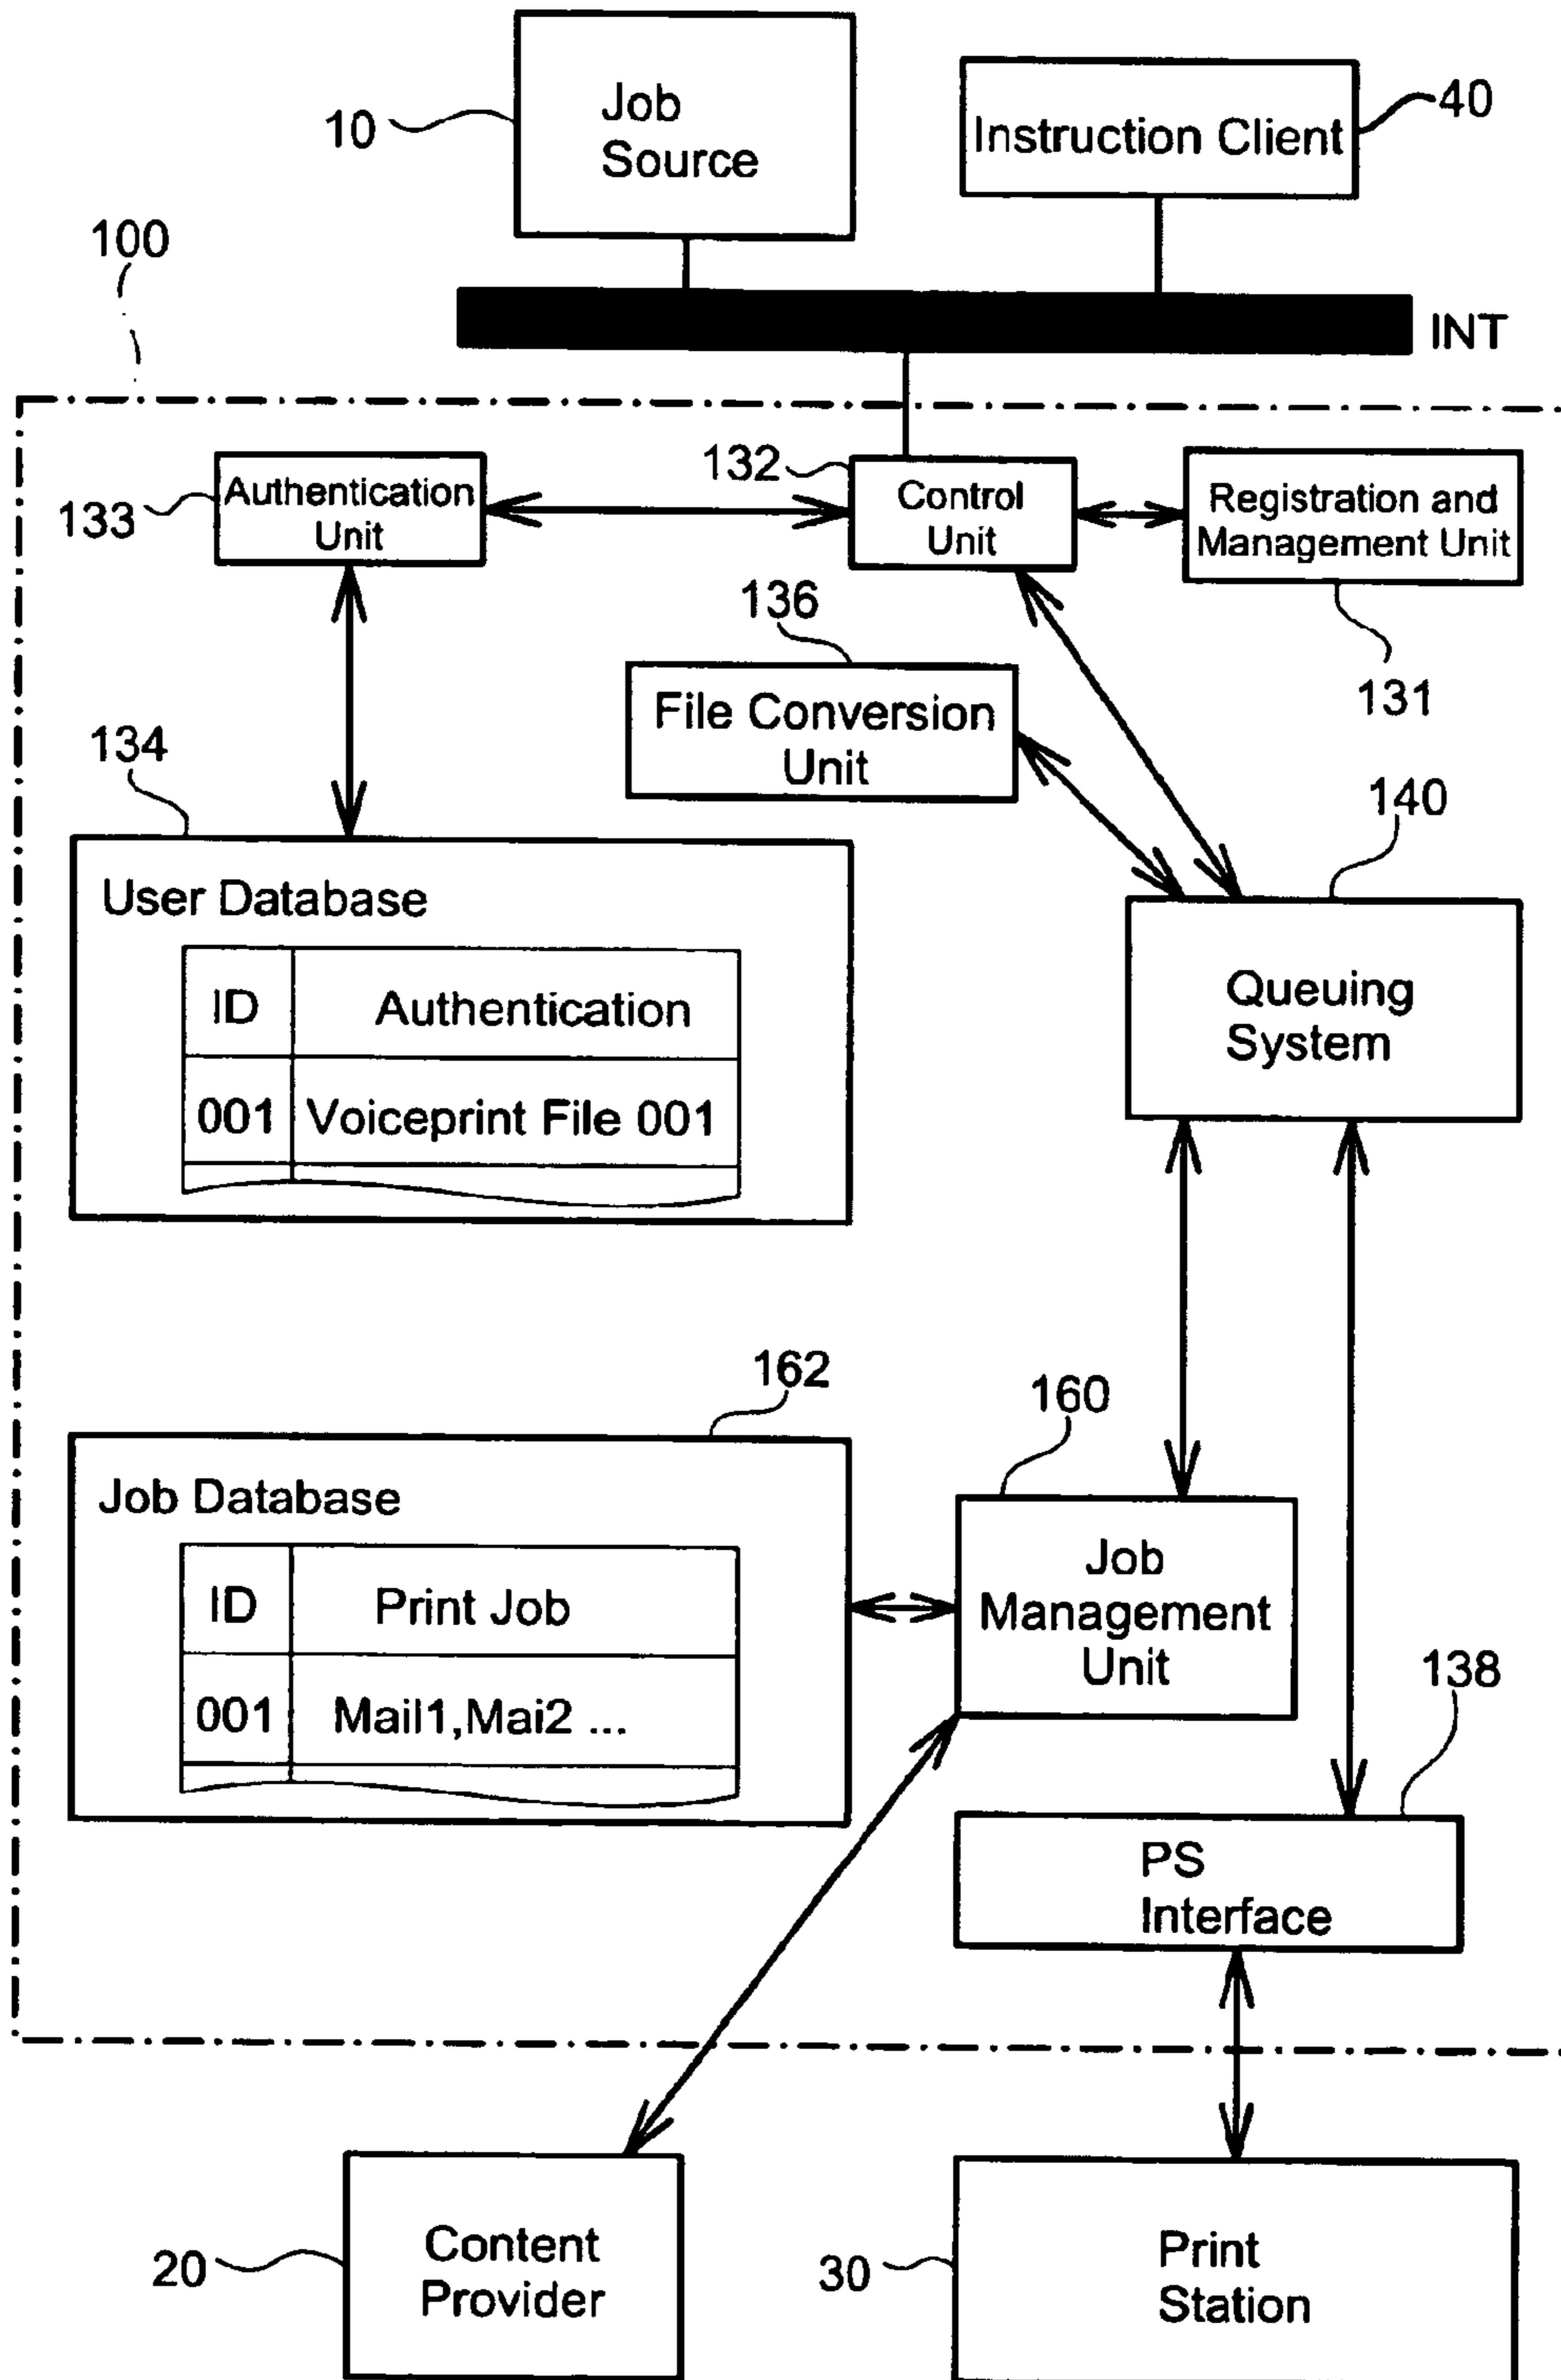 Job
Source
10
Instruction Client
40
100
INT
132
Control
Unit
Authentication
Unit
133
Registration and
Management Unit
131
136
File Conversion
Unit
134
User Database
ID Authentication
001 Voiceprint File 001
140
Queuing
System
162
Job Database
ID Print Job
001 Mail1,Mai2 ...
160
Job
Management
Unit
138
PS
Interface
20
Content
Provider
30
Print
Station